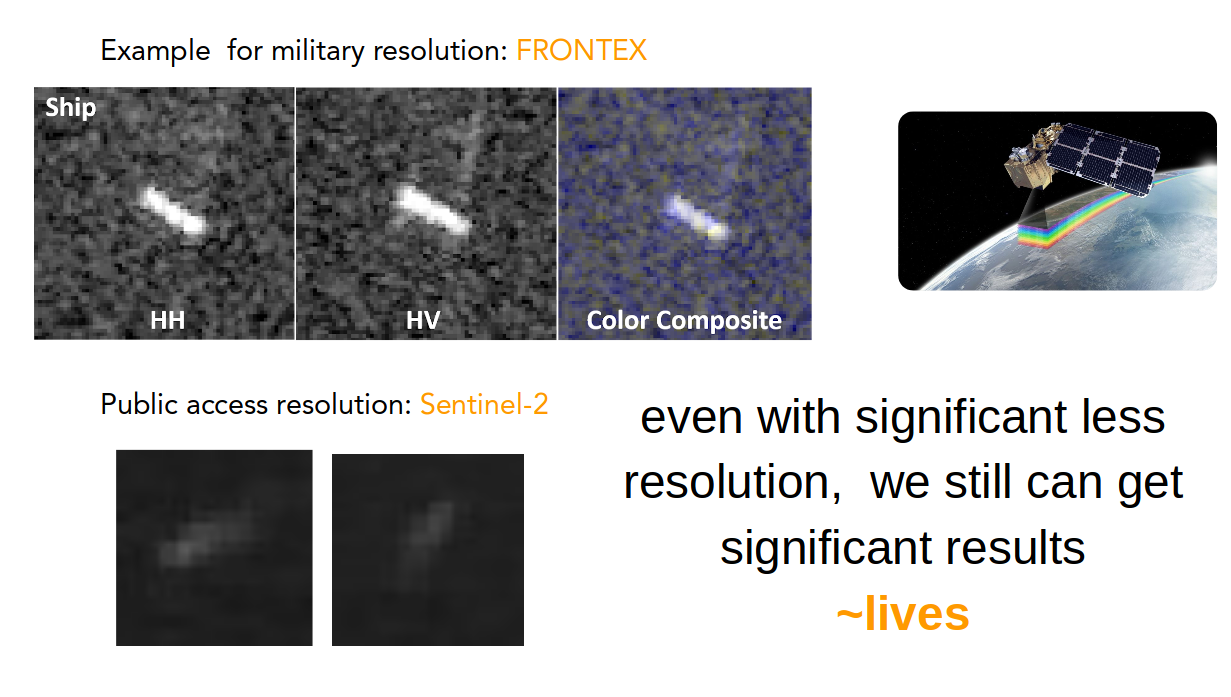 Example  for military resolution: FRONTEX
Ship
HH
HV
Color Composite
Public access resolution: Sentinel-2
even with significant less
resolution,  we still can get
significant results
~lives